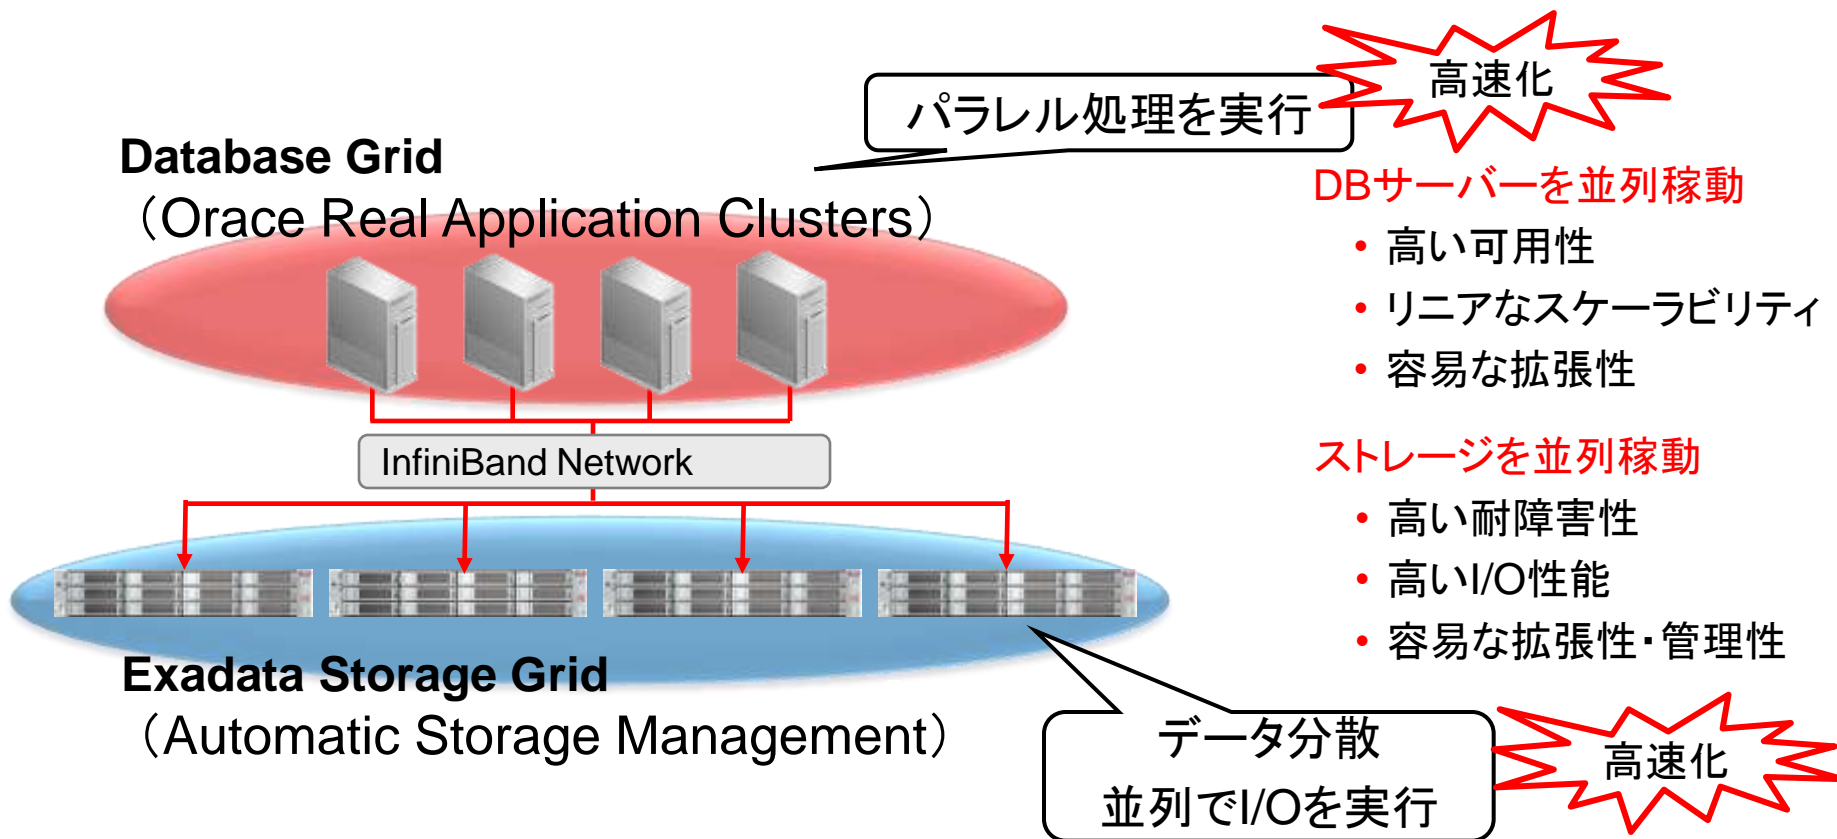 高速化
パラレル処理を実行
Database Grid
（Orace Real Application Clusters）
DBサーバーを並列稼動
• 高い可用性
• リニアなスケーラビリティ
• 容易な拡張性
InfiniBand Network
ストレージを並列稼動
• 高い耐障害性
• 高いI/O性能
• 容易な拡張性・管理性
Exadata Storage Grid
（Automatic Storage Management）
データ分散
並列でI/Oを実行
高速化